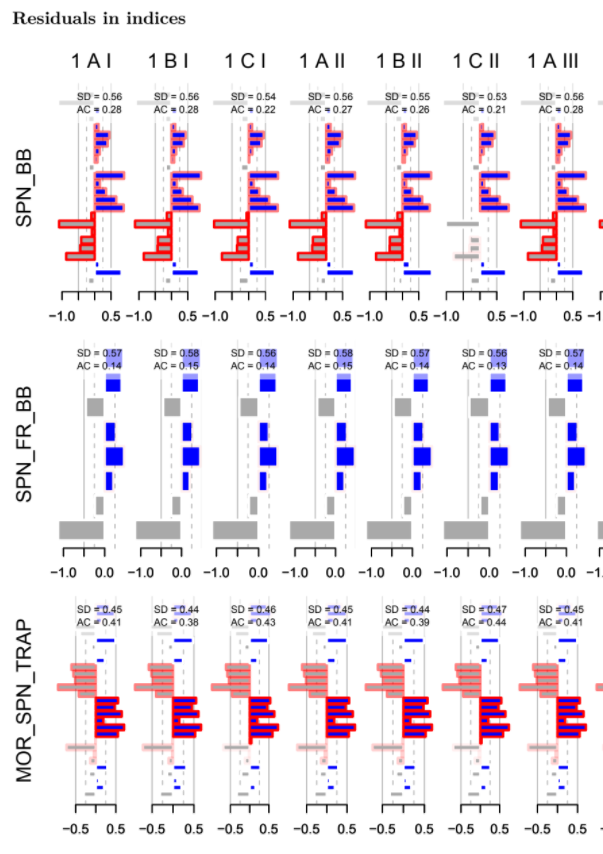 Residuals in indices
1 A I 1 B I 1 C I 1 A II 1 B II 1 C II 1 A III
SPN_BB
SD = 0.56 SD = 0.56 SD = 0.54 SD = 0.56 SD = 0.55 SD = 0.53 SD = 0.56
AC = 0.28 AC = 0.28 AC = 0.22 AC = 0.27 AC = 0.26 AC = 0.21 AC = 0.28
−1.0 0.5 −1.0 0.5 −1.0 0.5 −1.0 0.5 −1.0 0.5 −1.0 0.5 −1.0 0.5
SPN_FR_BB
SD = 0.57 SD = 0.58 SD = 0.56 SD = 0.58 SD = 0.57 SD = 0.56 SD = 0.57
AC = 0.14 AC = 0.15 AC = 0.14 AC = 0.15 AC = 0.14 AC = 0.13 AC = 0.14
−1.0 0.0 −1.0 0.0 −1.0 0.0 −1.0 0.0 −1.0 0.0 −1.0 0.0 −1.0 0.0
MOR_SPN_TRAP
SD = 0.45 SD = 0.44 SD = 0.46 SD = 0.45 SD = 0.44 SD = 0.47 SD = 0.45
AC = 0.41 AC = 0.38 AC = 0.43 AC = 0.41 AC = 0.39 AC = 0.44 AC = 0.41
−0.5 0.5 −0.5 0.5 −0.5 0.5 −0.5 0.5 −0.5 0.5 −0.5 0.5 −0.5 0.5